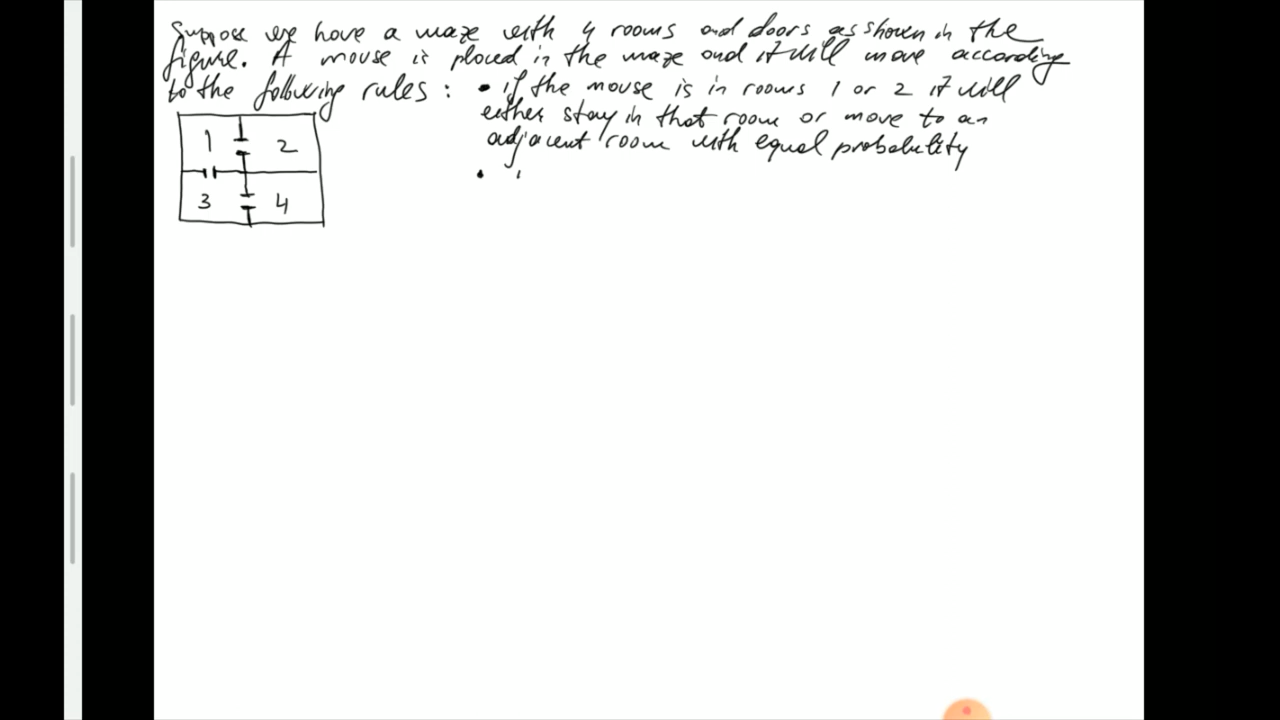 Suppose we have a maze with 4 rooms and doors as shown in the
figure. A mouse is placed in the maze and it will move according
to the following rules: • if the mouse is in rooms 1 or 2 it will
either stay in that room or move to an
adjacent room with equal probability
•
1 2
3 4